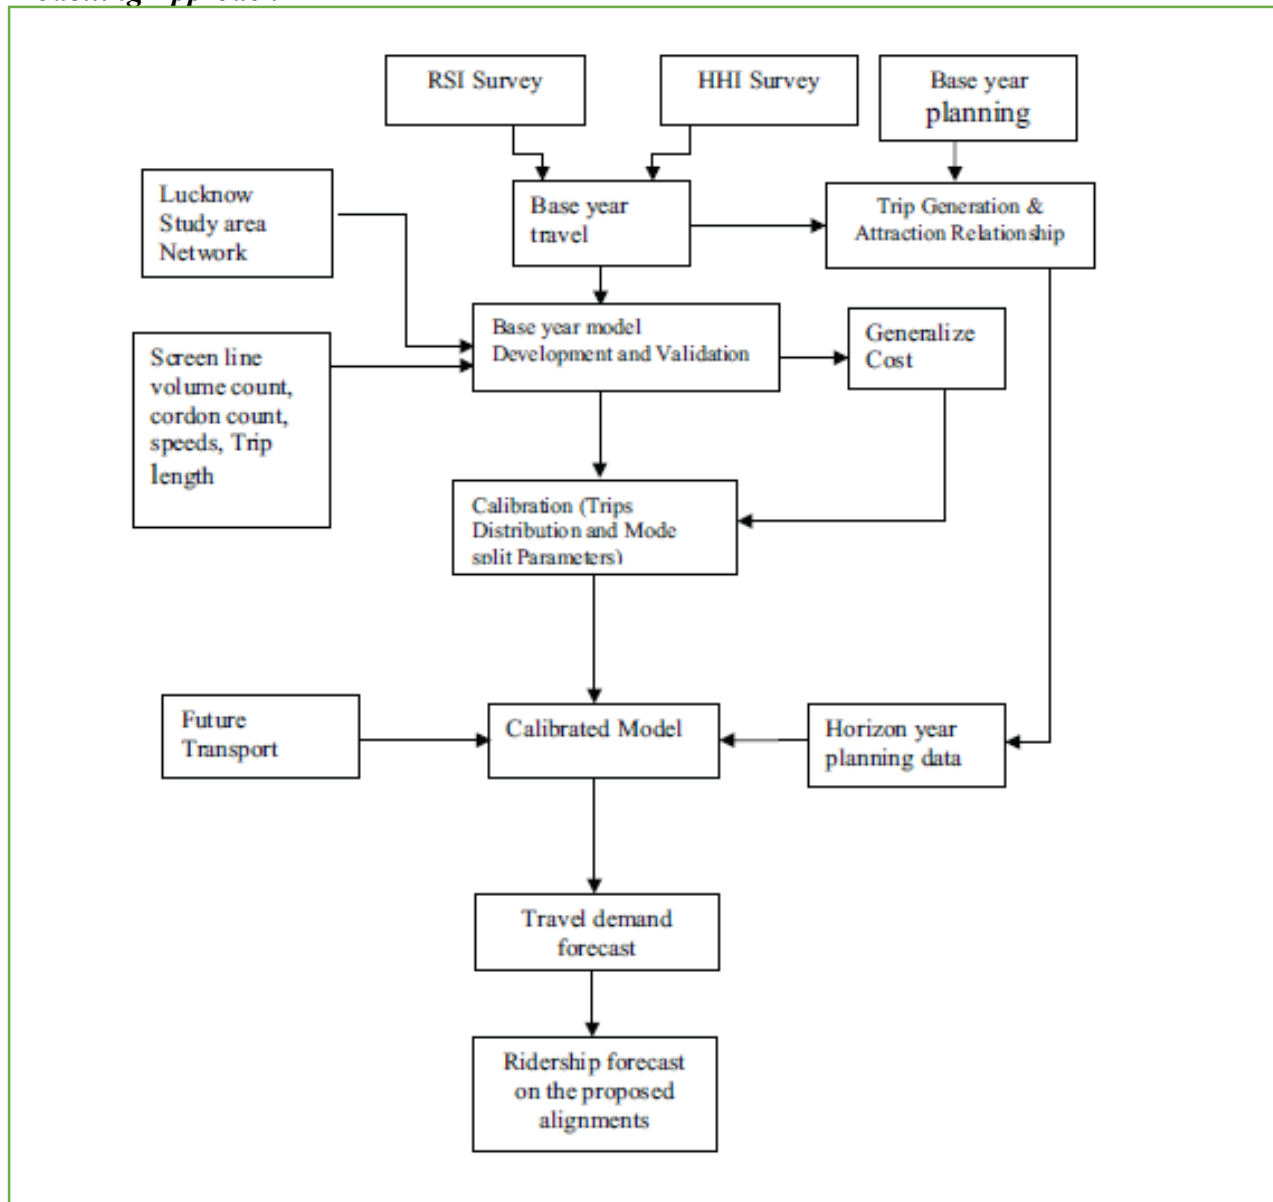 RSI Survey
HHI Survey
Base year
planning
Lucknow
Study area
Network
Base year
travel
Trip Generation &
Attraction Relationship
Base year model
Development and Validation
Generalize
Cost
Screen line
volume count,
cordon count,
speeds, Trip
length
Calibration (Trips
Distribution and Mode
split Parameters)
Future
Transport
Calibrated Model
Horizon year
planning data
Travel demand
forecast
Ridership forecast
on the proposed
alignments